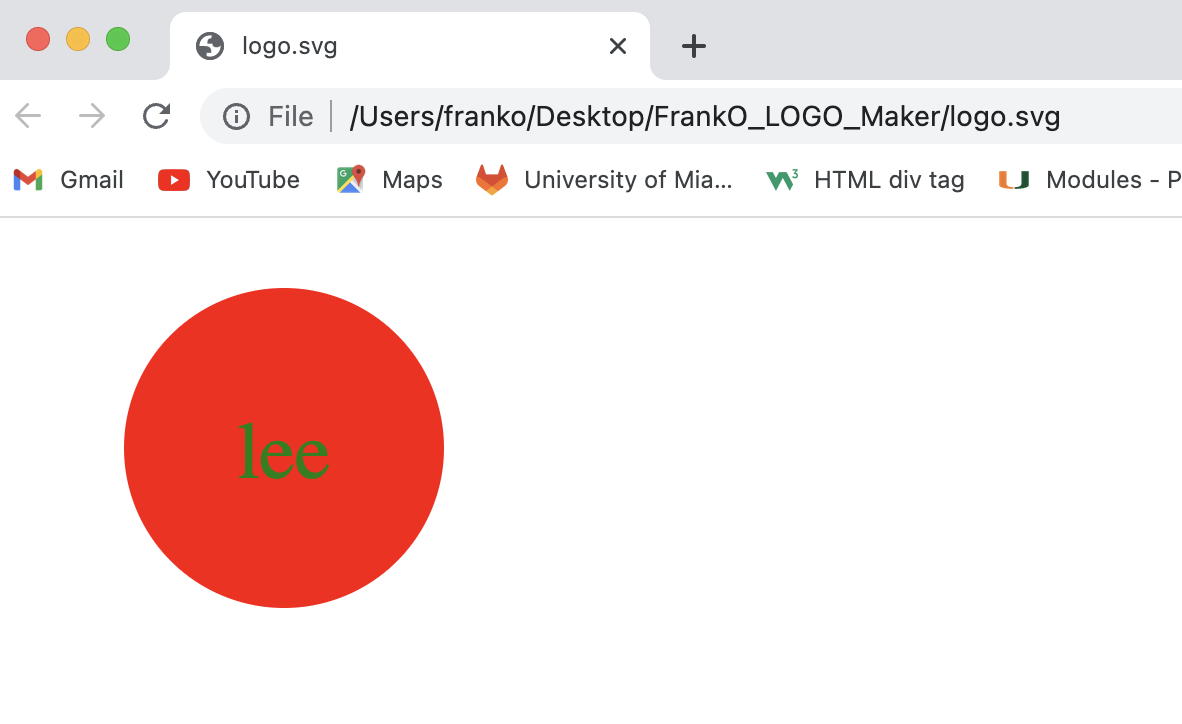 logo.svg
File /Users/franko/Desktop/FrankO_LOGO_Maker/logo.svg
Gmail YouTube Maps University of Mia... HTML div tag Modules - P
lee